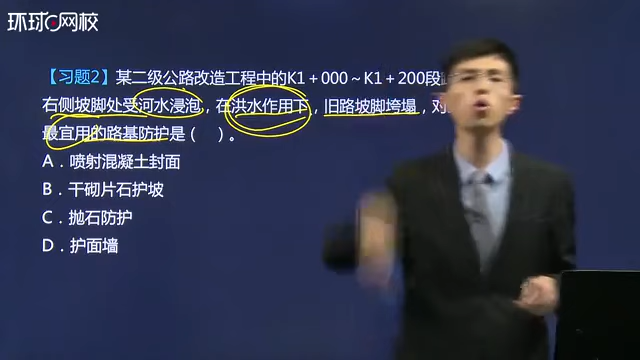 环球网校
【习题2】某二级公路改造工程中的K1+000～K1+200段
右侧坡脚处受河水浸泡，在洪水作用下，旧路坡脚垮塌，对
最宜用的路基防护是（ ）。
A．喷射混凝土封面
B．干砌片石护坡
C．抛石防护
D．护面墙